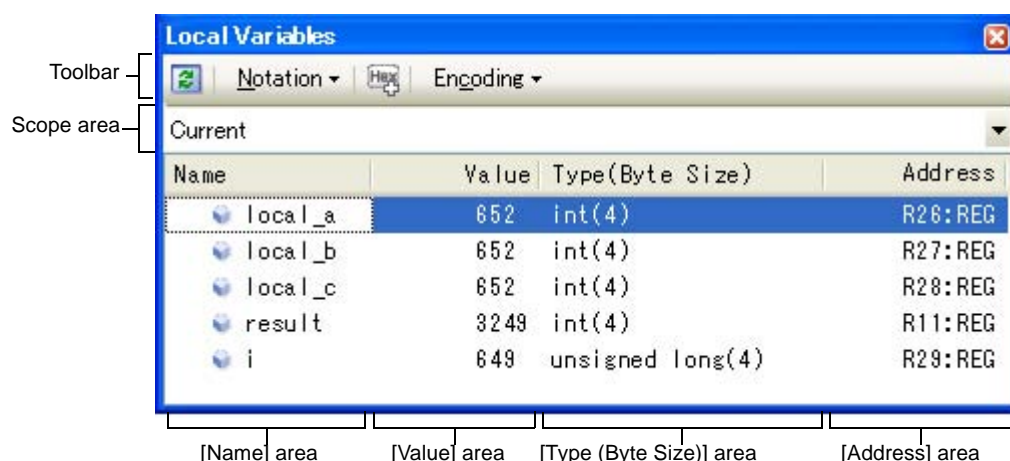 Local Variables
Toolbar
Notation
Hex
Encoding
Scope area
Current
Name Value Type(Byte Size) Address
local_a 652 int(4) R26:REG
local_b 652 int(4) R27:REG
local_c 652 int(4) R28:REG
result 3249 int(4) R11:REG
i 649 unsigned long(4) R29:REG
[Name] area [Value] area [Type (Byte Size)] area [Address] area